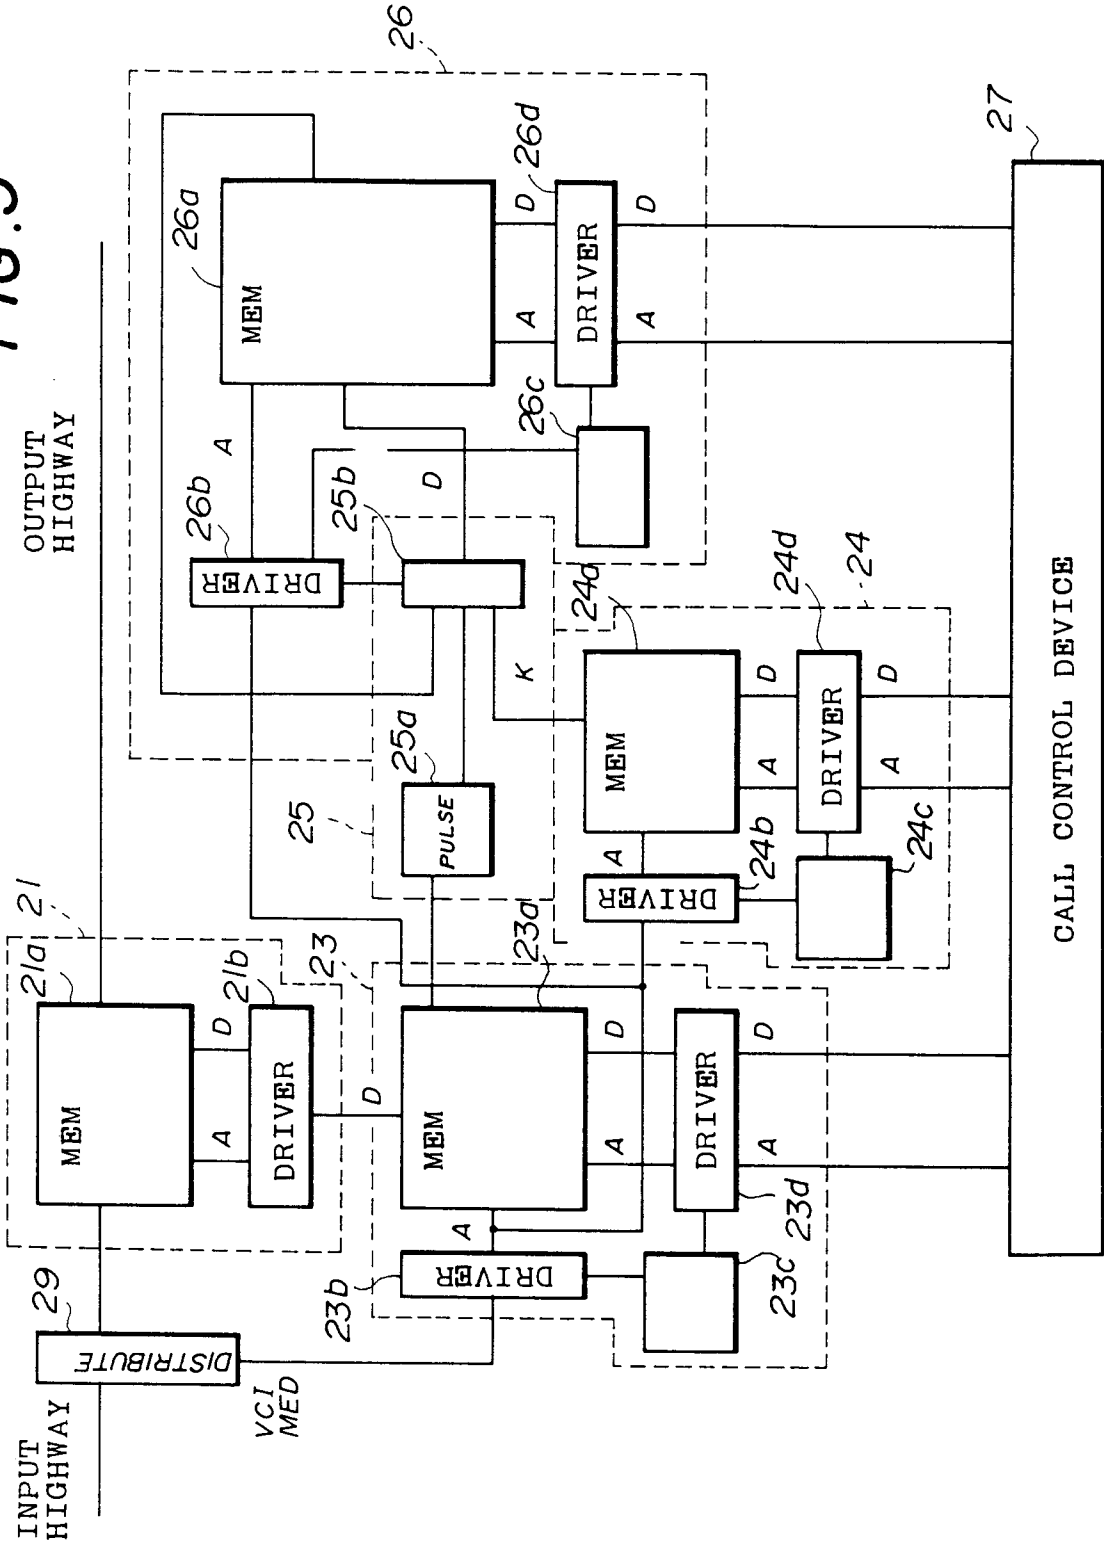 FIG. 9
OUTPUT
HIGHWAY
INPUT
HIGHWAY
29
DISTRIBUTE
VCI
MED
21
21a
MEM
A
D
21b
DRIVER
D
23
23a
MEM
23b
DRIVER
A
A
D
23c
23d
DRIVER
A
D
25
25a
PULSE
25b
K
D
26
26a
MEM
26b
DRIVER
A
A
D
26c
26d
DRIVER
A
D
24
24a
MEM
24b
DRIVER
A
A
D
24c
24d
DRIVER
A
D
27
CALL CONTROL DEVICE